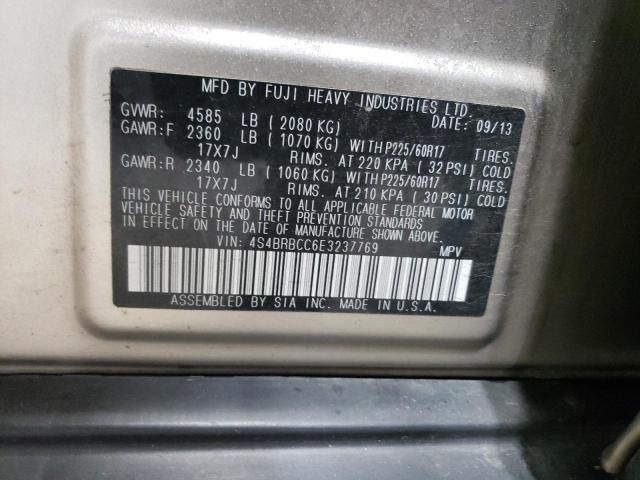 MFD BY FUJI HEAVY INDUSTRIES LTD.
GVWR: 4585 LB ( 2080 KG) DATE: 09/13
GAWR:F 2360 LB ( 1070 KG) WITH P225/60R17 TIRES.
17X7J RIMS. AT 220 KPA ( 32 PSI) COLD
GAWR:R 2340 LB ( 1060 KG) WITH P225/60R17 TIRES.
17X7J RIMS. AT 210 KPA ( 30 PSI) COLD
THIS VEHICLE CONFORMS TO ALL APPLICABLE FEDERAL MOTOR
VEHICLE SAFETY AND THEFT PREVENTION STANDARDS
IN EFFECT ON THE DATE OF MANUFACTURE SHOWN ABOVE.
VIN: 4S4BRBCC6E3237769 MPV
ASSEMBLED BY SIA INC. MADE IN U.S.A.